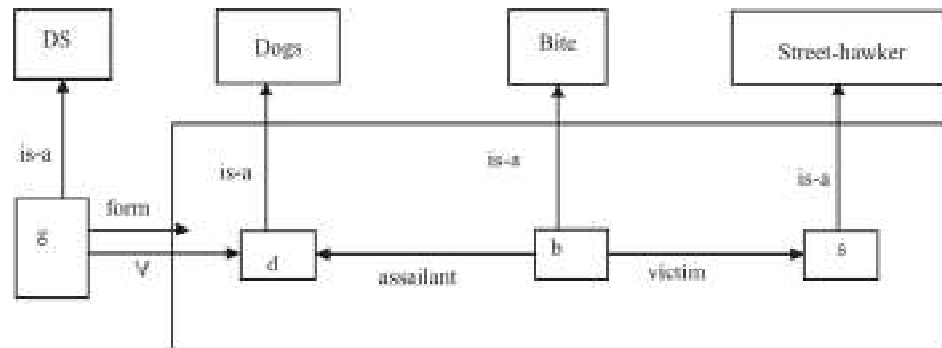 DS
Dogs
Bite
Street-hawker
is-a
is-a
is-a
is-a
form
g
d
b
s
∀
assailant
victim